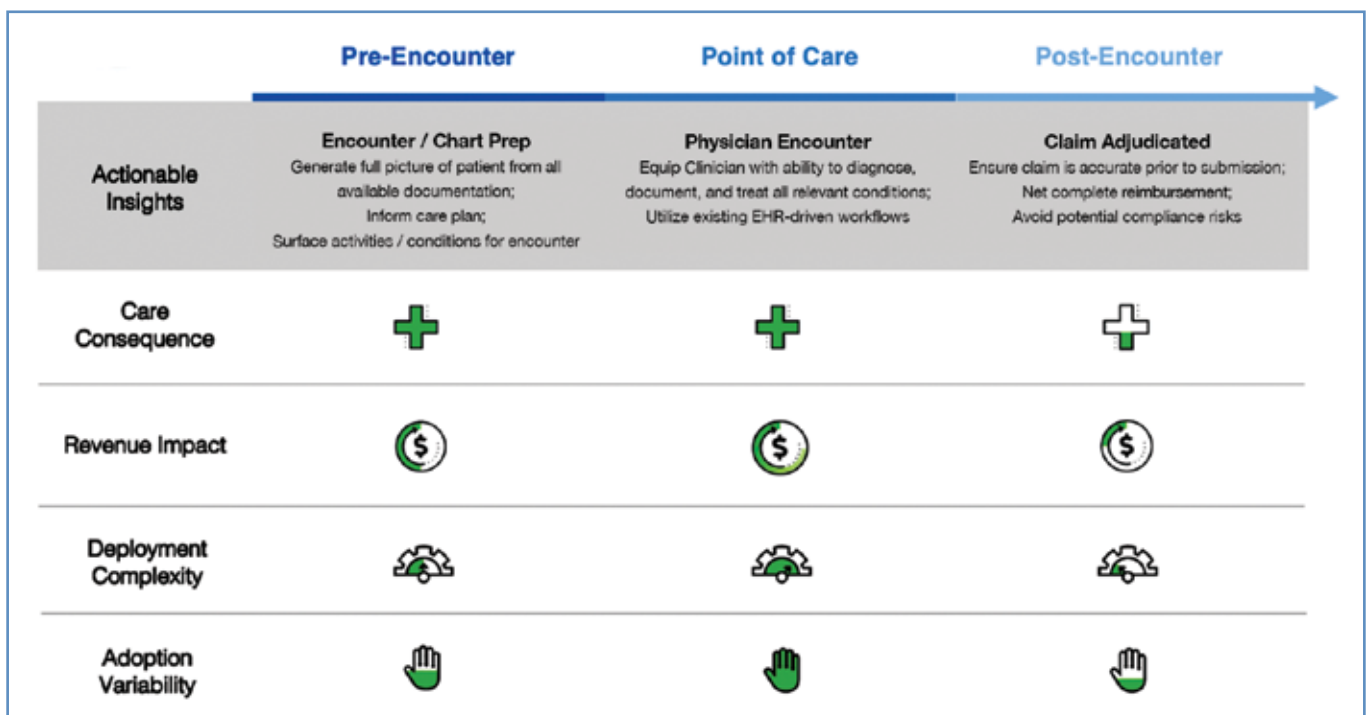 Pre-Encounter
Point of Care
Post-Encounter
Actionable
Insights
Encounter / Chart Prep
Generate full picture of patient from all
available documentation;
Inform care plan;
Surface activities / conditions for encounter
Physician Encounter
Equip Clinician with ability to diagnose,
document, and treat all relevant conditions;
Utilize existing EHR-driven workflows
Claim Adjudicated
Ensure claim is accurate prior to submission;
Net complete reimbursement;
Avoid potential compliance risks
Care
Consequence
Revenue Impact
$
$
$
Deployment
Complexity
Adoption
Variability